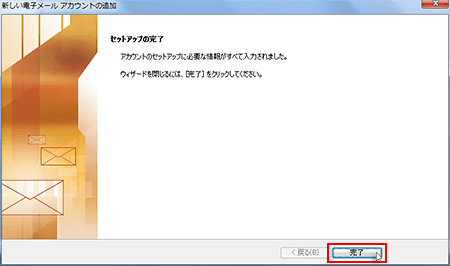 新しい電子メール アカウントの追加
セットアップの完了
アカウントのセットアップに必要な情報がすべて入力されました。
ウィザードを閉じるには、[完了] をクリックしてください。
< 戻る(B)
完了